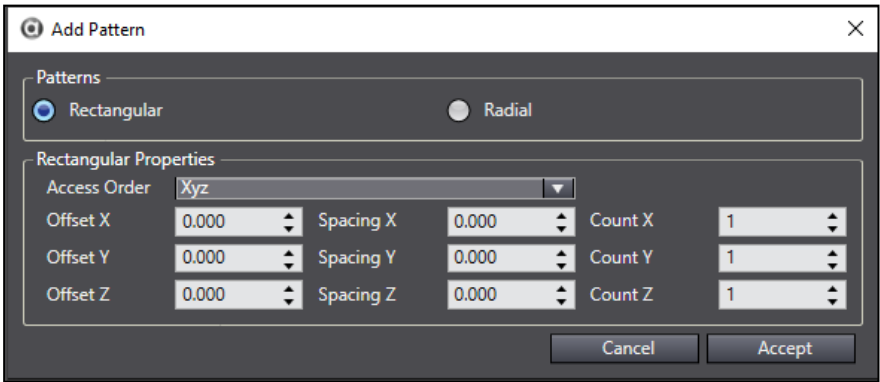 Add Pattern
Patterns
Rectangular Radial
Rectangular Properties
Access Order Xyz
Offset X 0.000 Spacing X 0.000 Count X 1
Offset Y 0.000 Spacing Y 0.000 Count Y 1
Offset Z 0.000 Spacing Z 0.000 Count Z 1
Cancel Accept